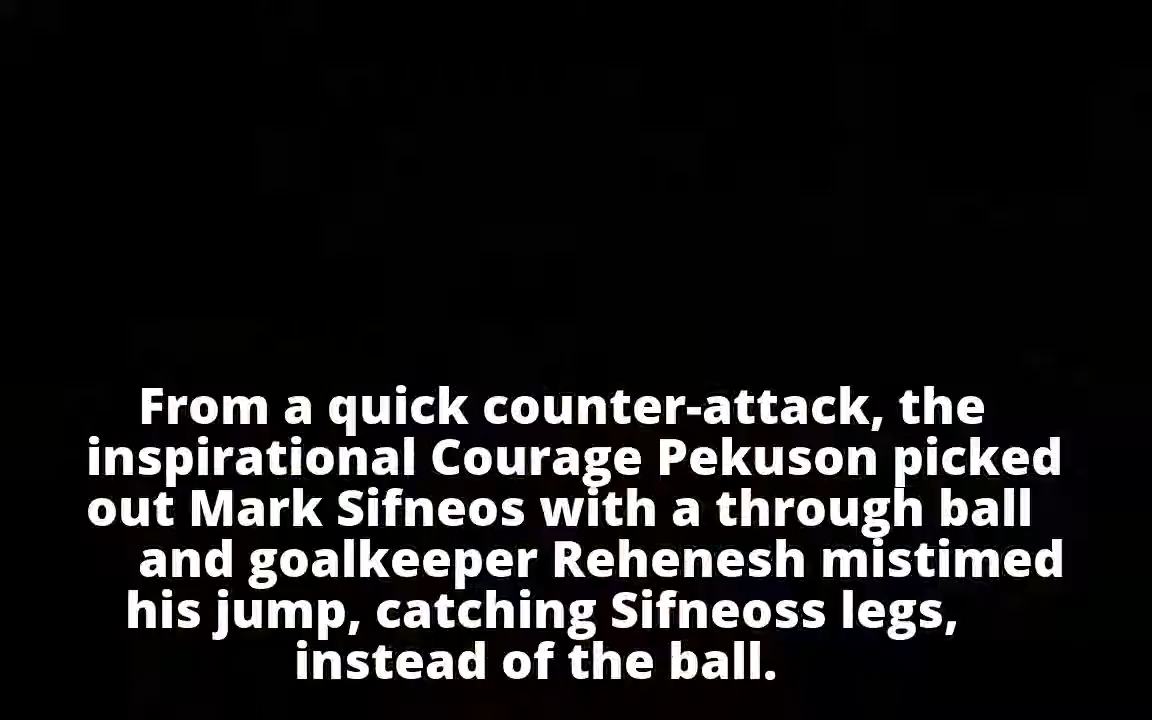 From a quick counter-attack, the
inspirational Courage Pekuson picked
out Mark Sifneos with a through ball
and goalkeeper Rehenesh mistimed
his jump, catching Sifneoss legs,
instead of the ball.